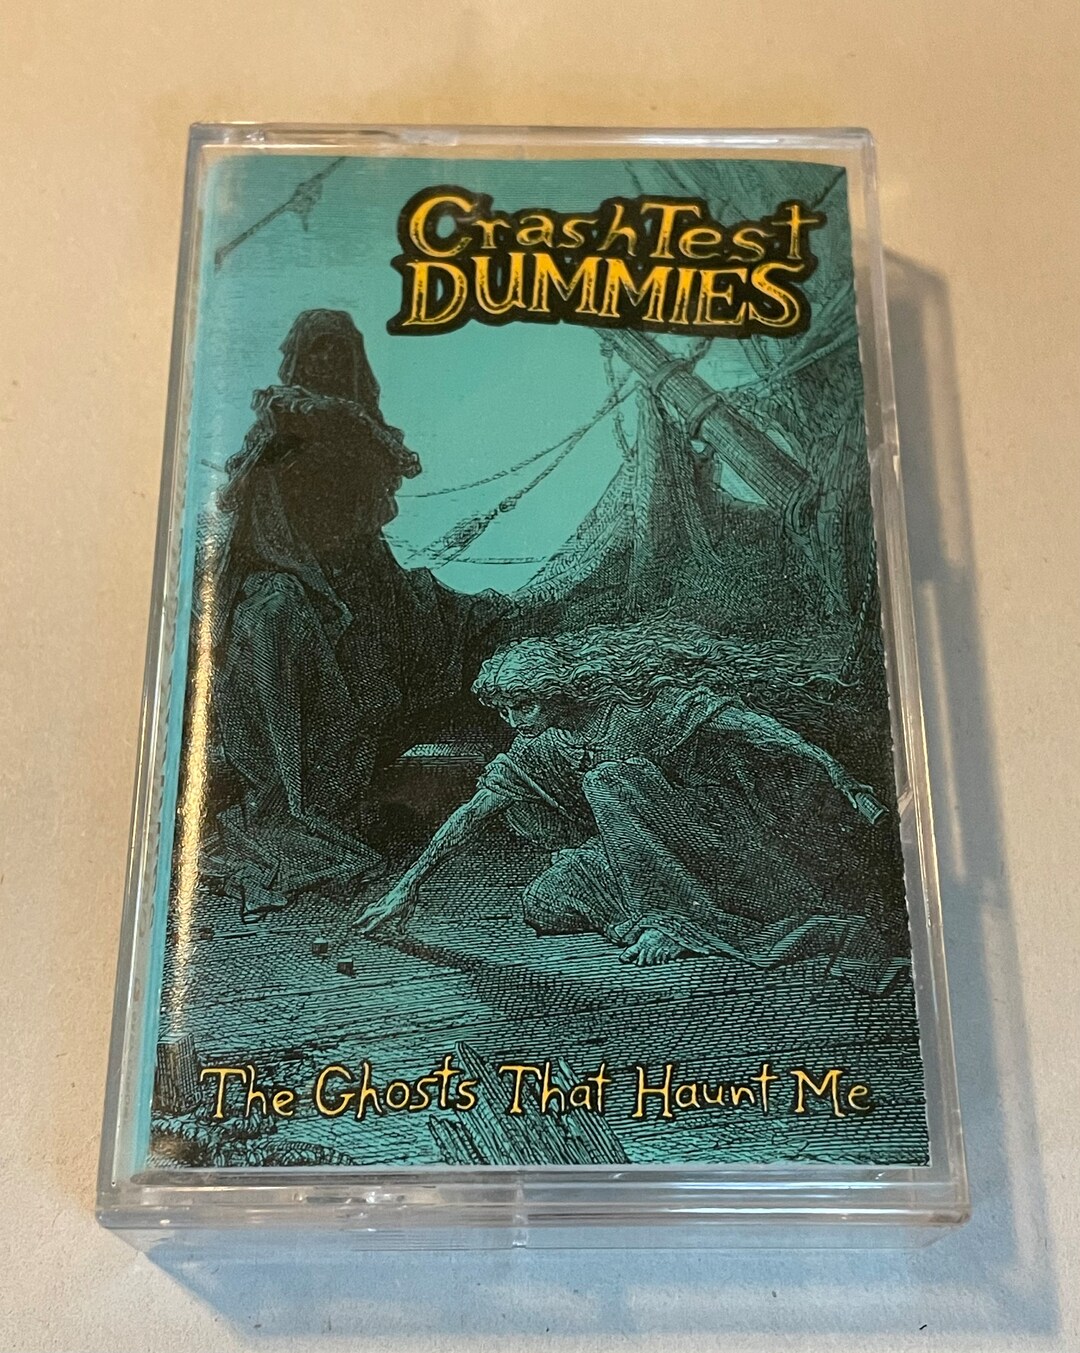 Crash Test
DUMMIES
The Ghosts That Haunt Me